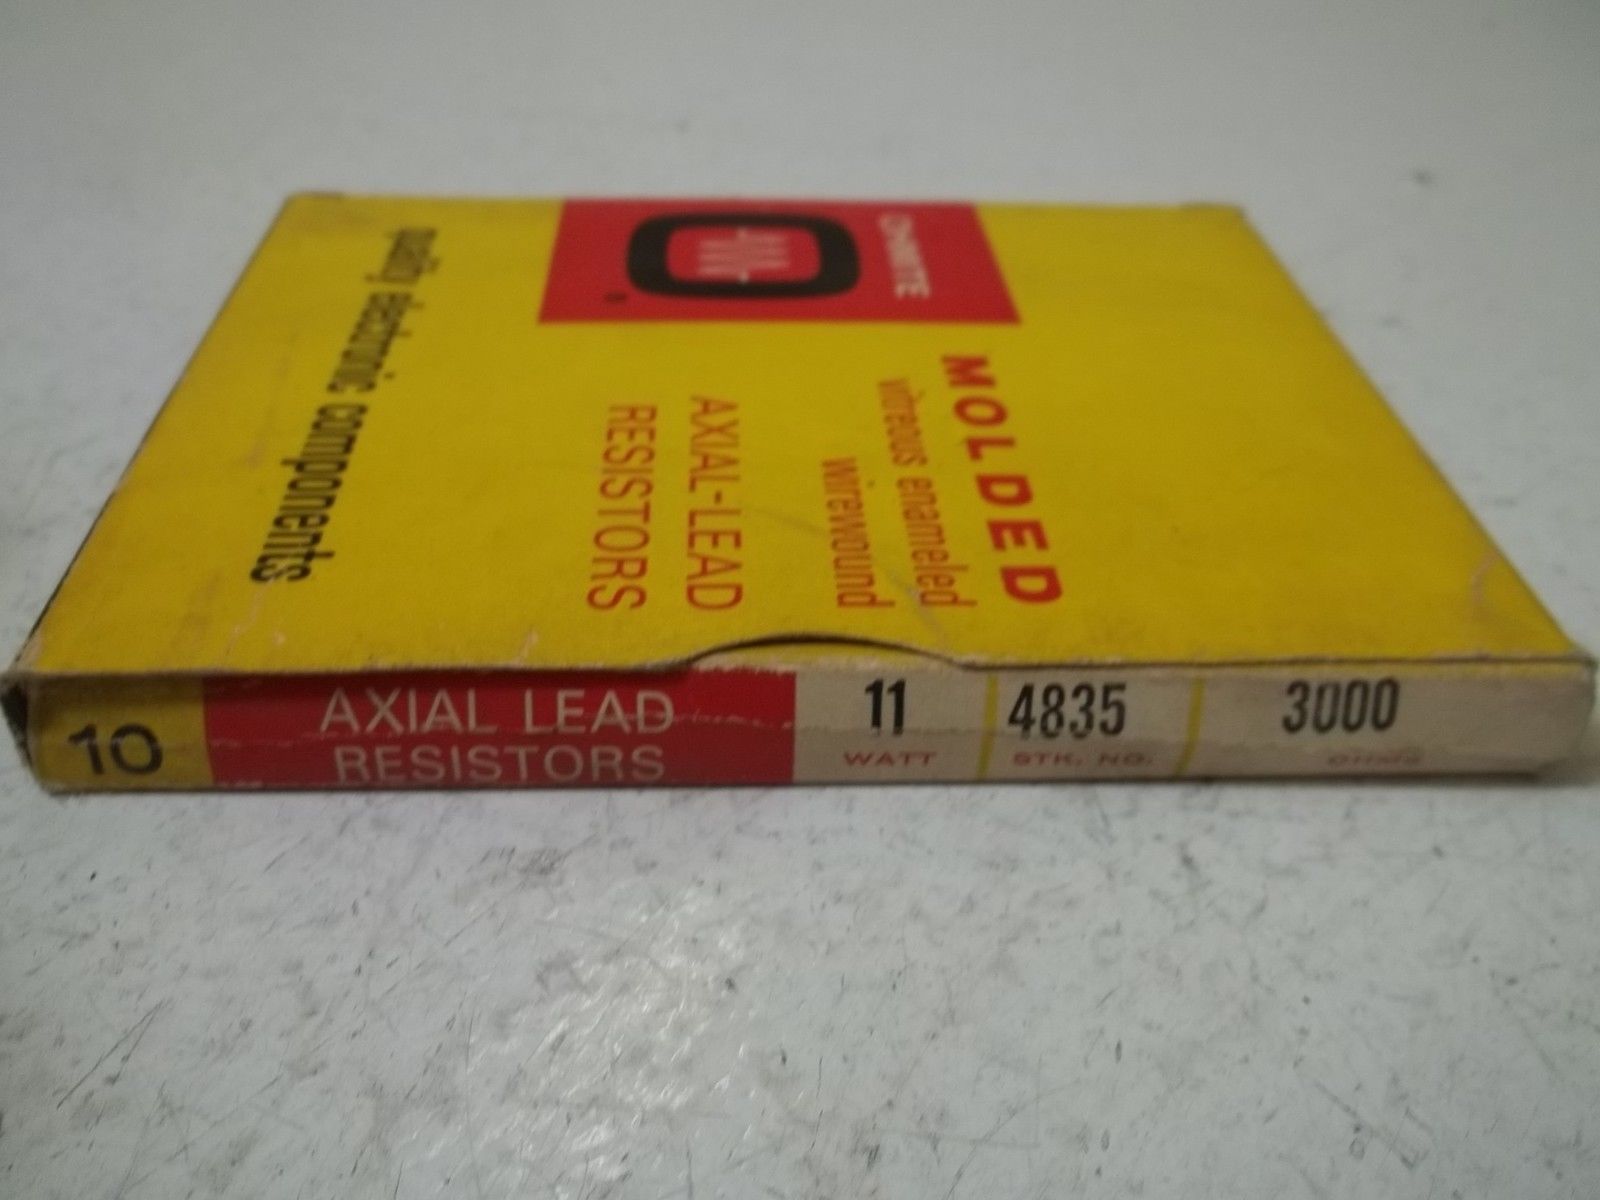 OHMITE
®
MOLDED
vitreous enameled
wirewound
AXIAL-LEAD
RESISTORS
quality electronic components
10
AXIAL LEAD
RESISTORS
11
WATT
4835
STK. NO.
3000
OHMS